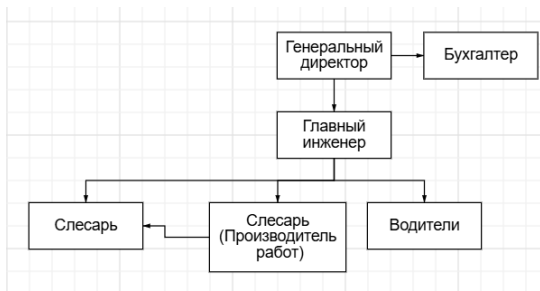 Генеральный
директор
Бухгалтер
Главный
инженер
Слесарь
Слесарь
(Производитель
работ)
Водители